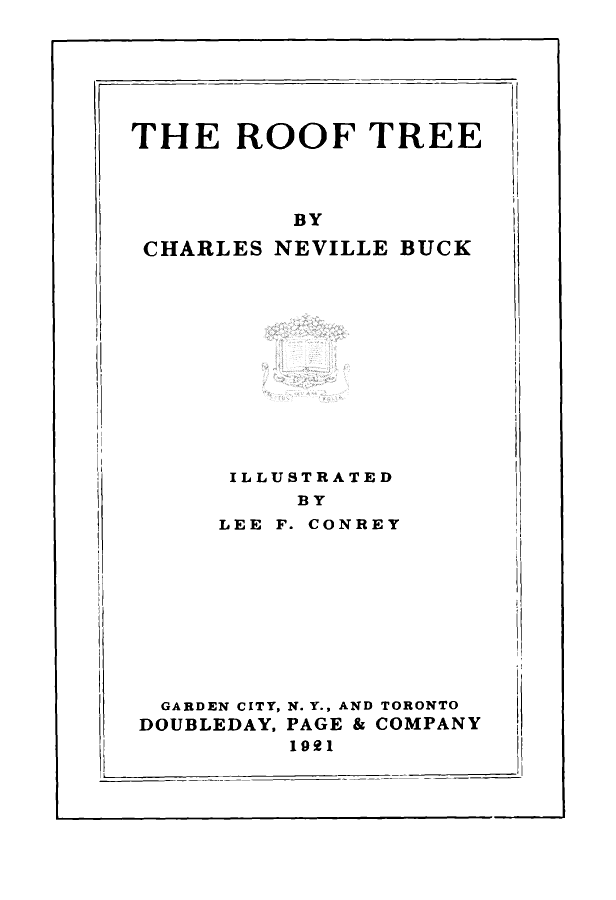 THE ROOF TREE
BY
CHARLES NEVILLE BUCK
ILLUSTRATED
BY
LEE F. CONREY
GARDEN CITY, N. Y., AND TORONTO
DOUBLEDAY, PAGE & COMPANY
1921